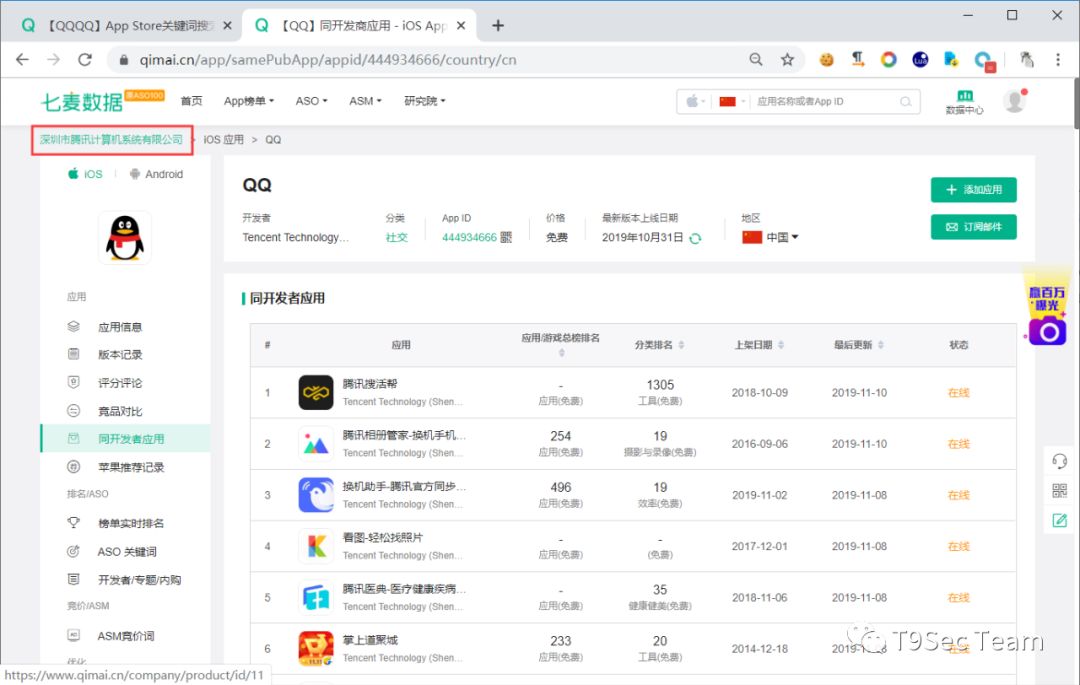 【QQQQ】App Store关键词搜
【QQ】同开发商应用 - iOS App
qimai.cn/app/samePubApp/appid/444934666/country/cn
七麦数据 原ASO100 首页 App榜单 ASO ASM 研究院 应用名称或者App ID 数据中心
深圳市腾讯计算机系统有限公司 iOS 应用 > QQ
iOS Android
QQ
添加应用
订阅邮件
开发者 分类 App ID 价格 最新版本上线日期 地区
Tencent Technology... 社交 444934666 免费 2019年10月31日 中国
赢百万
曝光
应用
应用信息
版本记录
评分评论
竞品对比
同开发者应用
苹果推荐记录
排名/ASO
榜单实时排名
ASO 关键词
开发者/专题/内购
竞价/ASM
ASM竞价词
优化
同开发者应用
# 应用 应用/游戏总榜排名 分类排名 上架日期 最后更新 状态
1 腾讯搜活帮 - 1305 2018-10-09 2019-11-10 在线
Tencent Technology (Shen... 应用(免费) 工具(免费)
2 腾讯相册管家-换机手机... 254 19 2016-09-06 2019-11-10 在线
Tencent Technology (Shen... 应用(免费) 摄影与录像(免费)
3 换机助手-腾讯官方同步... 496 19 2019-11-02 2019-11-08 在线
Tencent Technology (Shen... 应用(免费) 效率(免费)
4 看图-轻松找照片 - - 2017-12-01 2019-11-08 在线
Tencent Technology (Shen... 应用(免费) (免费)
5 腾讯医典-医疗健康疾病... - 35 2018-11-06 2019-11-08 在线
Tencent Technology (Shen... 应用(免费) 健康健美(免费)
6 掌上道聚城 233 20 2014-12-18 2019-11-08 在线
Tencent Technology (Shen... 应用(免费) 工具(免费)
T9Sec Team
https://www.qimai.cn/company/product/id/11